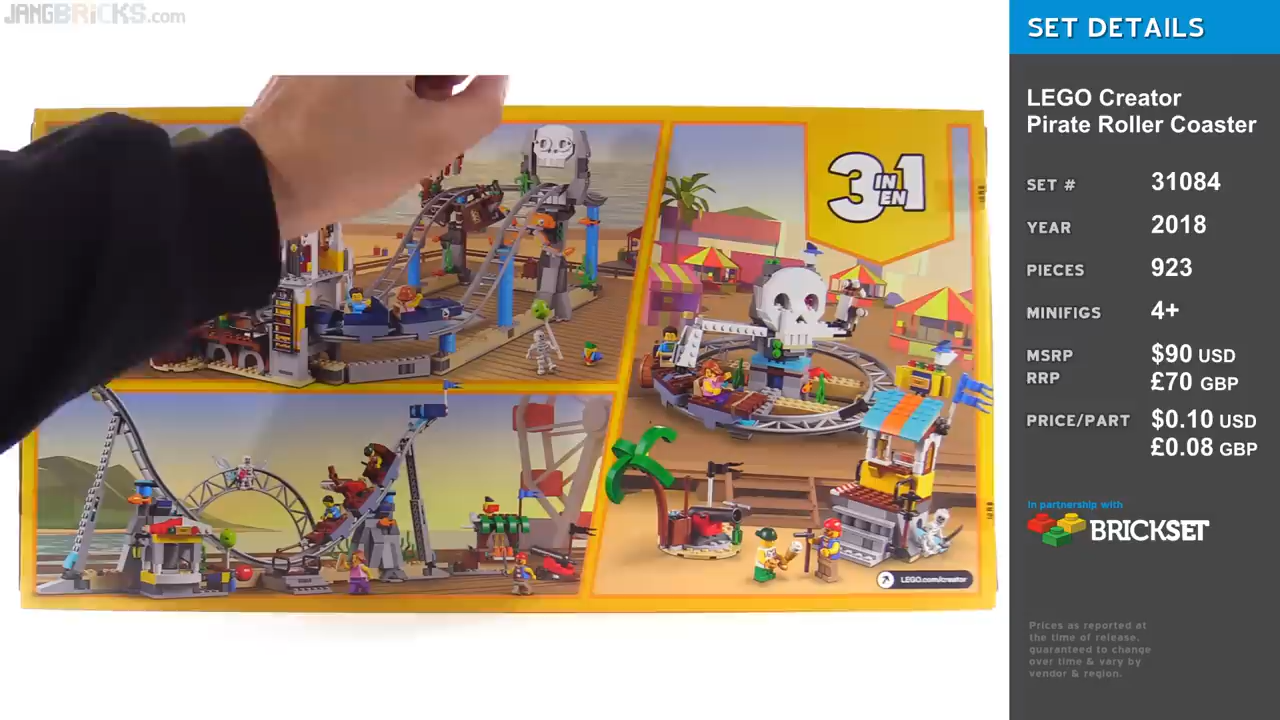 JANGBRiCKS.com
3 IN EN 1
LEGO.com/creator
SET DETAILS
LEGO Creator
Pirate Roller Coaster
SET # 31084
YEAR 2018
PIECES 923
MINIFIGS 4+
MSRP $90 USD
RRP £70 GBP
PRICE/PART $0.10 USD
£0.08 GBP
In partnership with
BRICKSET
Prices as reported at
the time of release,
guaranteed to change
over time & vary by
vendor & region.